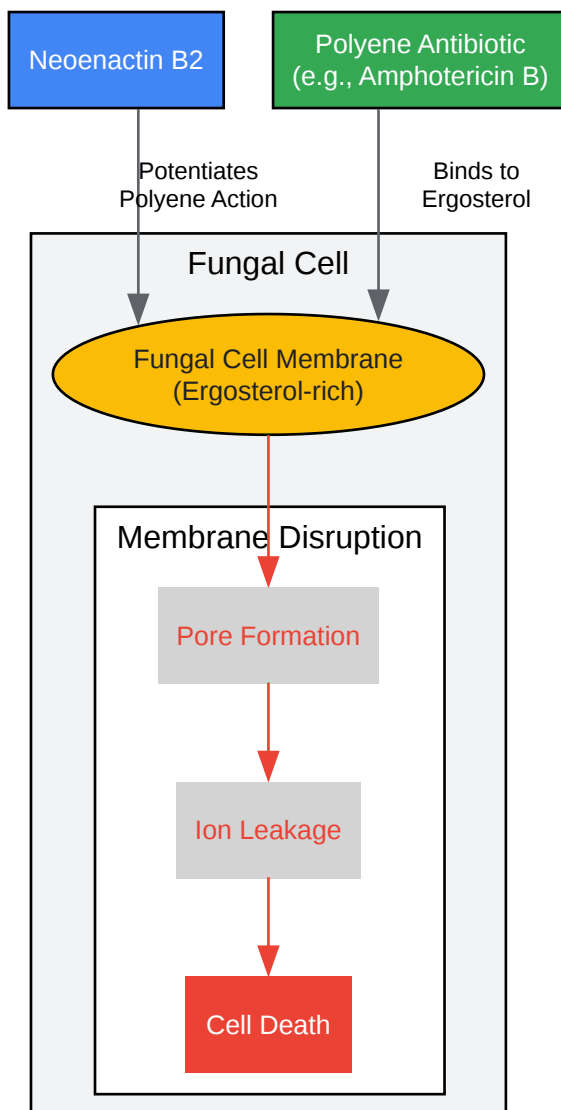 Neoenactin B2
Polyene Antibiotic
(e.g., Amphotericin B)
Potentiates
Polyene Action
Binds to
Ergosterol
Fungal Cell
Fungal Cell Membrane
(Ergosterol-rich)
Membrane Disruption
Pore Formation
Ion Leakage
Cell Death